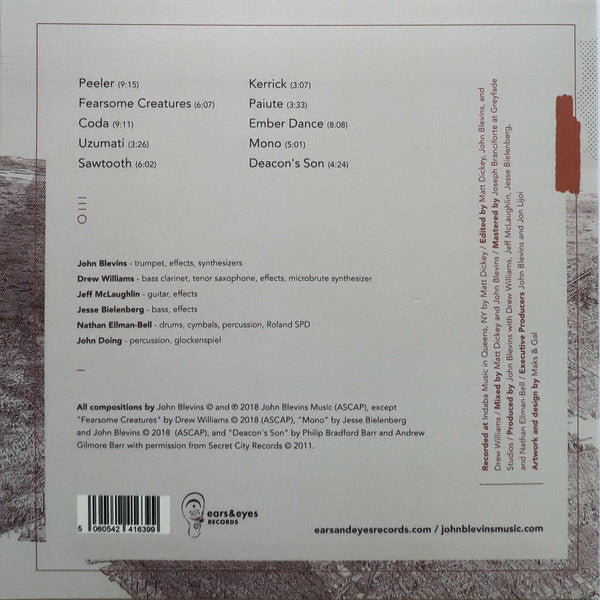 Peeler (9:15)
Fearsome Creatures (6:07)
Coda (9:11)
Uzumati (3:26)
Sawtooth (6:02)
Kerrick (3:07)
Paiute (3:33)
Ember Dance (8:08)
Mono (5:01)
Deacon's Son (4:24)
John Blevins - trumpet, effects, synthesizers
Drew Williams - bass clarinet, tenor saxophone, effects, microbrute synthesizer
Jeff McLaughlin - guitar, effects
Jesse Bielenberg - bass, effects
Nathan Ellman-Bell - drums, cymbals, percussion, Roland SPD
John Doing - percussion, glockenspiel
All compositions by John Blevins © and ℗ 2018 John Blevins Music (ASCAP), except
"Fearsome Creatures" by Drew Williams © 2018 (ASCAP), "Mono" by Jesse Bielenberg
and John Blevins © 2018 (ASCAP), and "Deacon's Son" by Philip Bradford Barr and Andrew
Gilmore Barr with permission from Secret City Records © 2011.
Recorded at Indaba Music in Queens, NY by Matt Dickey / Edited by Matt Dickey, John Blevins, and
Drew Williams / Mixed by Matt Dickey and John Blevins / Mastered by Joseph Branciforte at Greyfade
Studios / Produced by John Blevins with Drew Williams, Jeff McLaughlin, Jesse Bielenberg,
and Nathan Ellman-Bell / Executive Producers John Blevins and Jon Lijoi
Artwork and design by Maks & Gal
5 060542 416399
ears&eyes
RECORDS
earsandeyesrecords.com / johnblevinsmusic.com